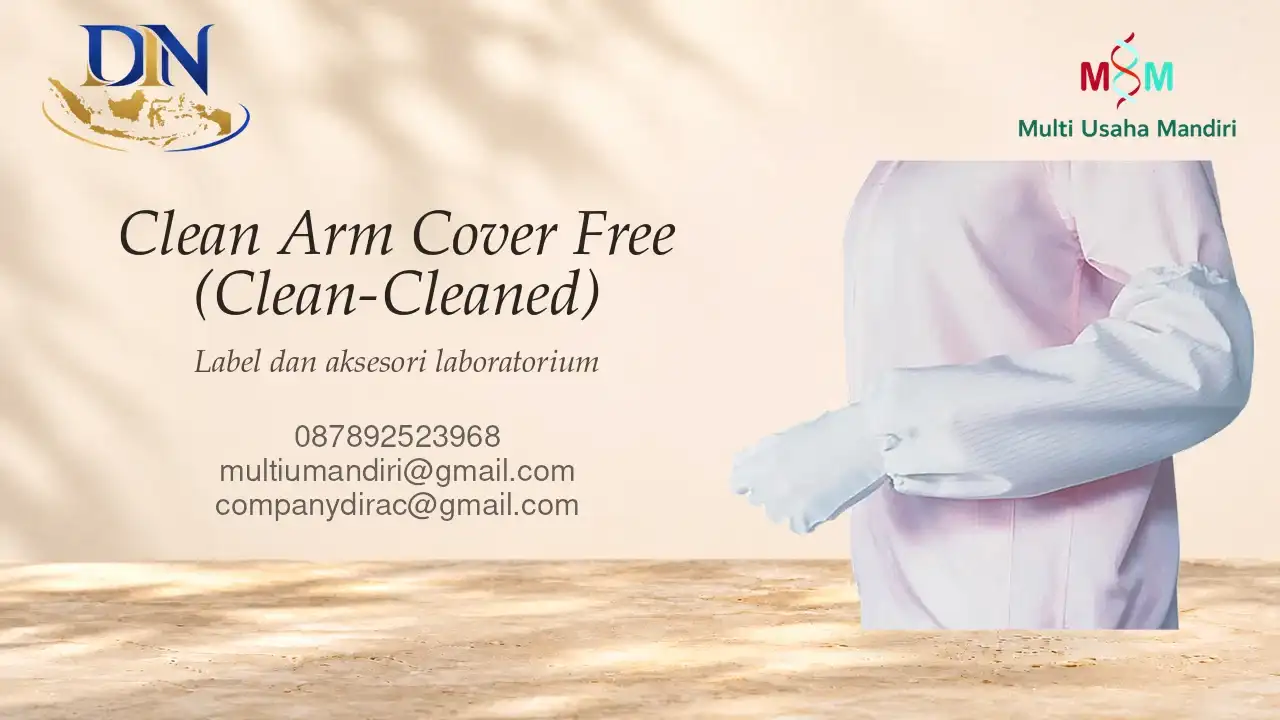 DIN
MSM
Multi Usaha Mandiri
Clean Arm Cover Free
(Clean-Cleaned)
Label dan aksesori laboratorium
087892523968
multiumandiri@gmail.com
companydirac@gmail.com